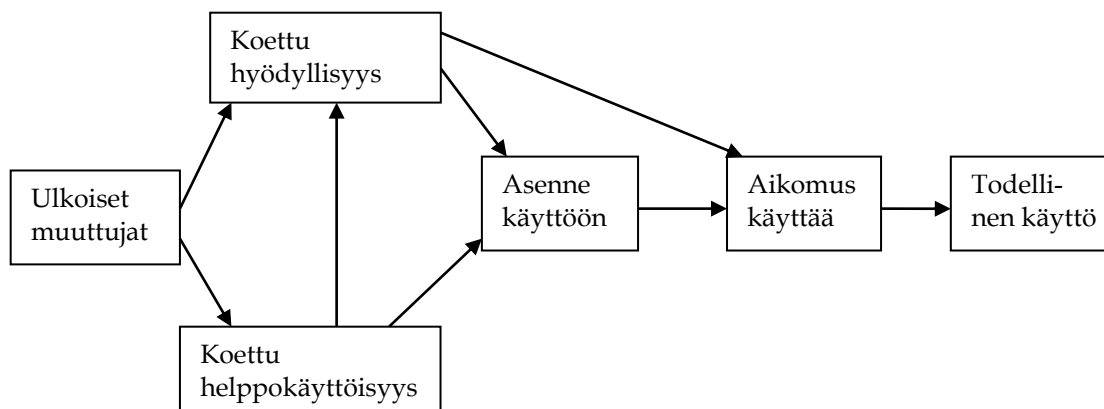 Koettu
hyödyllisyys
Ulkoiset
muuttujat
Asenne
käyttöön
Aikomus
käyttää
Todelli-
nen käyttö
Koettu
helppokäyttöisyys